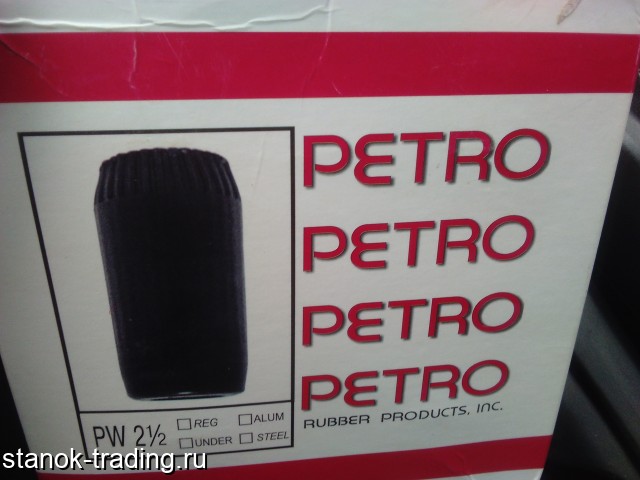 PETRO
PETRO
PETRO
PETRO
RUBBER PRODUCTS, INC.
PW 2½
REG ALUM
UNDER STEEL
stanok-trading.ru